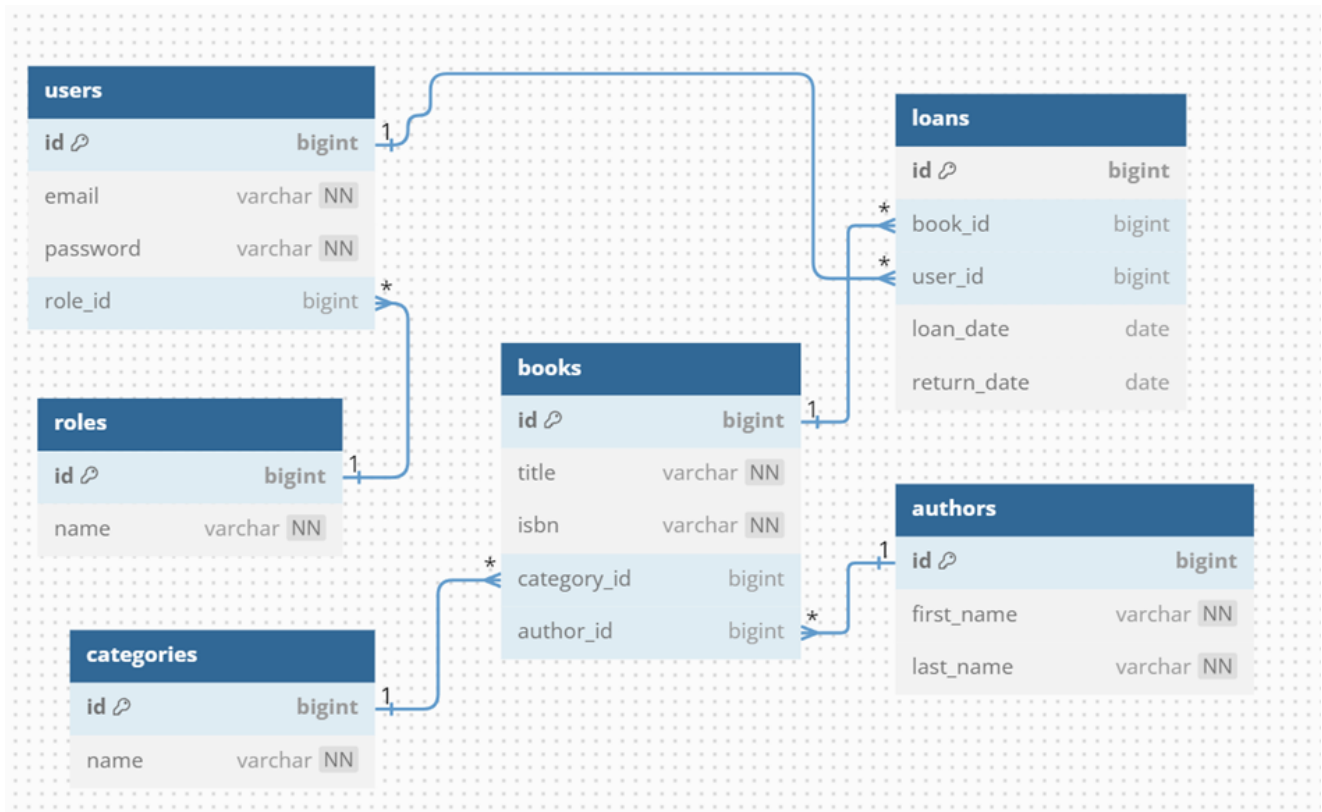 users
id bigint
email varchar NN
password varchar NN
role_id bigint
1
*
roles
id bigint
name varchar NN
1
categories
id bigint
name varchar NN
1
books
id bigint
title varchar NN
isbn varchar NN
category_id bigint
author_id bigint
1
*
*
loans
id bigint
book_id bigint
user_id bigint
loan_date date
return_date date
*
*
authors
id bigint
first_name varchar NN
last_name varchar NN
1